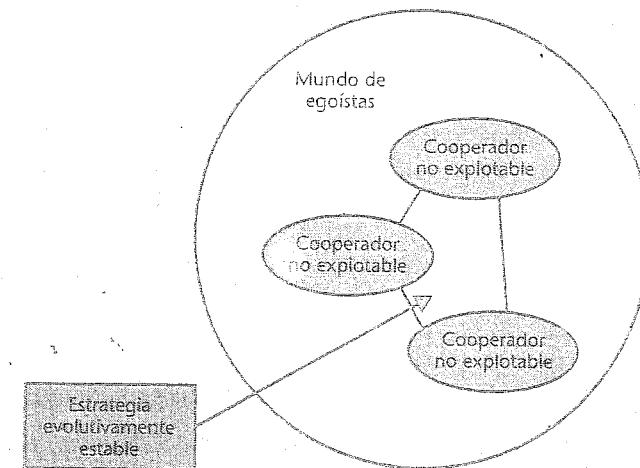 Mundo de
egoístas
Cooperador
no explotable
Cooperador
no explotable
Cooperador
no explotable
Estrategia
evolutivamente
estable